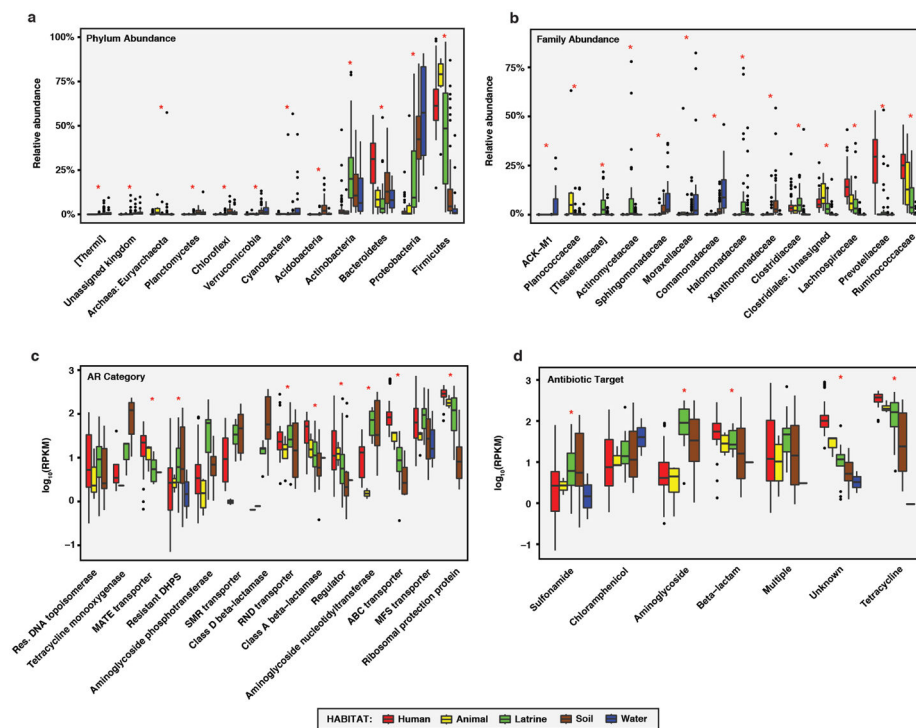 a
Phylum Abundance
100%
75%
50%
25%
0%
Relative abundance
[Thermi]
Unassigned kingdom
Archaea: Euryarchaota
Planctomycetes
Chloroflexi
Verrucomicrobia
Cyanobacteria
Acidobacteria
Actinobacteria
Bacteroidetes
Proteobacteria
Firmicutes
b
Family Abundance
100%
75%
50%
25%
0%
Relative abundance
ACK-M1
Planococcaceae
[Tissierellaceae]
Actinomycetaceae
Sphingomonadaceae
Moraxellaceae
Comamonadaceae
Halomonadaceae
Xanthomonadaceae
Clostridiaceae
Clostridiales: Unassigned
Lachnospiraceae
Prevotellaceae
Ruminococcaceae
c
AR Category
3
2
1
0
−1
log10(RPKM)
Res. DNA topoisomerase
Tetracycline monooxygenase
MATE transporter
Resistant DHPS
Aminoglycoside phosphotransferase
SMR transporter
Class D beta-lactamase
RND transporter
Class A beta-lactamase
Regulator
Aminoglycoside nucleotidyltransferase
ABC transporter
MFS transporter
Ribosomal protection protein
d
Antibiotic Target
3
2
1
0
−1
log10(RPKM)
Sulfonamide
Chloramphenicol
Aminoglycoside
Beta-lactam
Multiple
Unknown
Tetracycline
HABITAT: Human Animal Latrine Soil Water